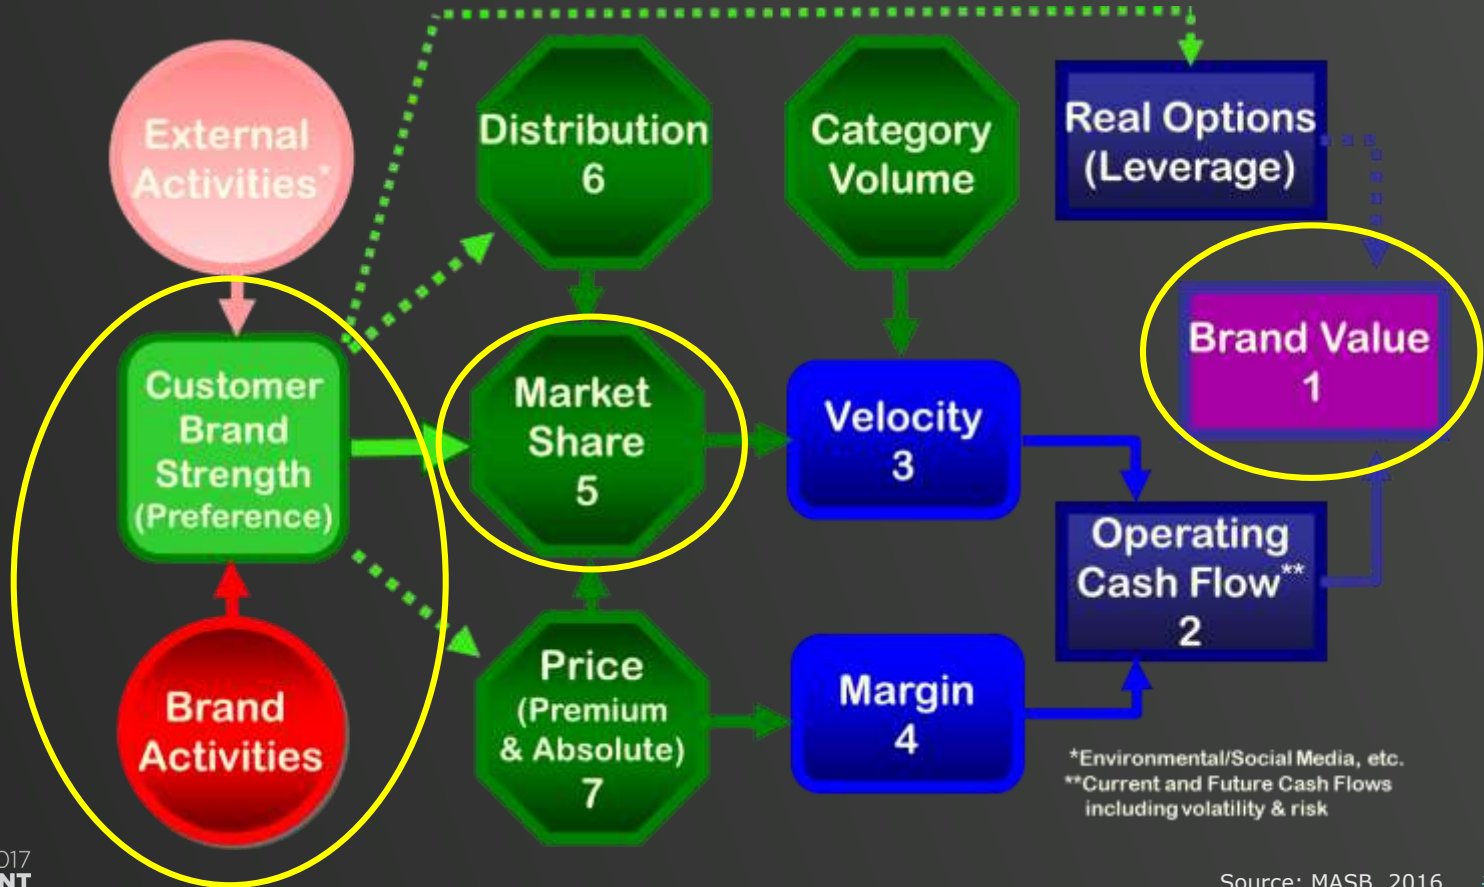 External
Activities*
Distribution
6
Category
Volume
Real Options
(Leverage)
Customer
Brand
Strength
(Preference)
Market
Share
5
Velocity
3
Brand Value
1
Brand
Activities
Price
(Premium
& Absolute)
7
Margin
4
Operating
Cash Flow**
2
*Environmental/Social Media, etc.
**Current and Future Cash Flows
including volatility & risk
Source: MASB, 2016